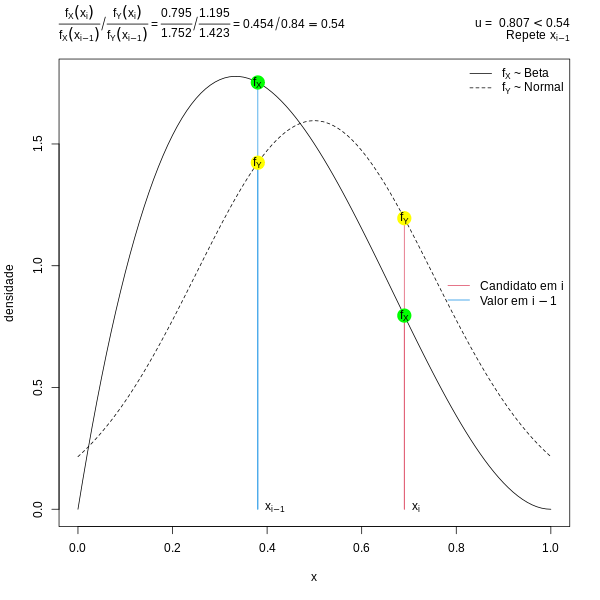 fX(xi)/fX(xi−1) / fY(xi)/fY(xi−1) = 0.795/1.752 / 1.195/1.423 = 0.454/0.84 = 0.54
u = 0.807 < 0.54
Repete xi−1
fX ~ Beta
fY ~ Normal
fX
fY
fY
fX
Candidato em i
Valor em i − 1
xi−1
xi
densidade
0.0
0.5
1.0
1.5
0.0 0.2 0.4 0.6 0.8 1.0
x